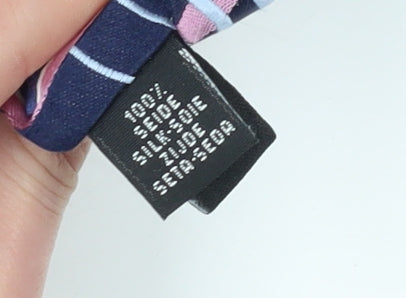 100%
SEIDE
SILK·SOIE
ZIJDE
SETA·SEDA